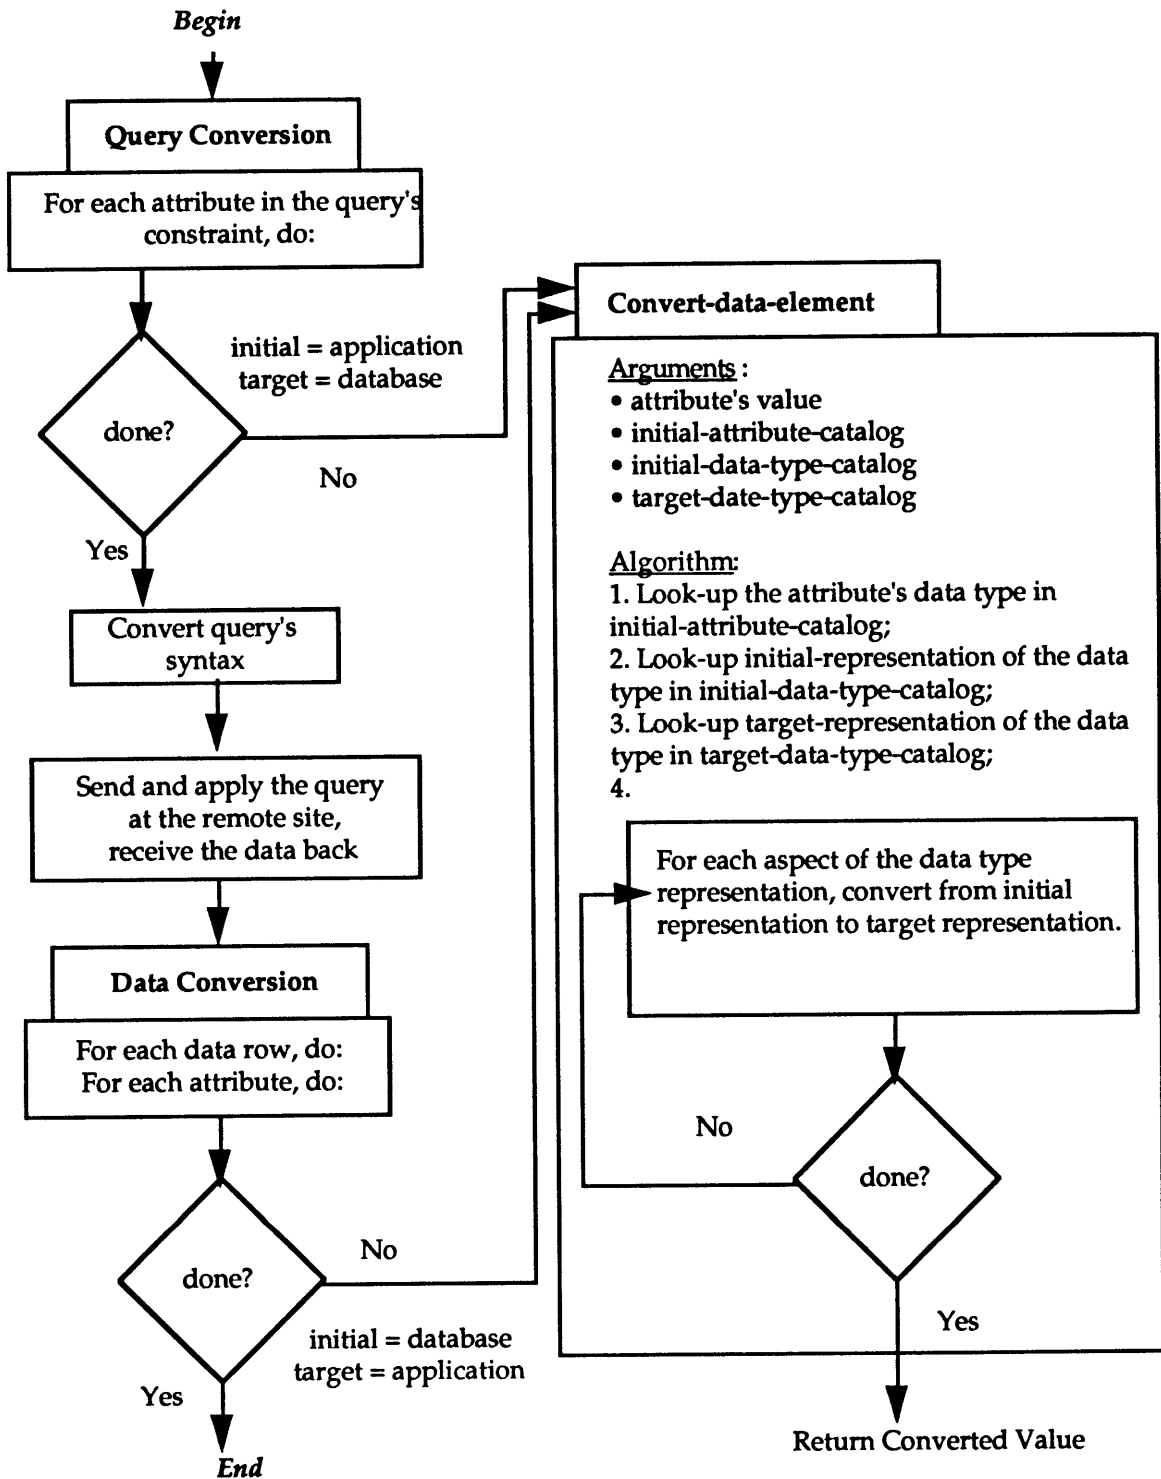 Begin
Query Conversion
For each attribute in the query's
constraint, do:
initial = application
target = database
done?
No
Yes
Convert query's
syntax
Send and apply the query
at the remote site,
receive the data back
Data Conversion
For each data row, do:
For each attribute, do:
done?
No
initial = database
target = application
Yes
End
Convert-data-element
Arguments :
• attribute's value
• initial-attribute-catalog
• initial-data-type-catalog
• target-date-type-catalog
Algorithm:
1. Look-up the attribute's data type in
initial-attribute-catalog;
2. Look-up initial-representation of the data
type in initial-data-type-catalog;
3. Look-up target-representation of the data
type in target-data-type-catalog;
4.
For each aspect of the data type
representation, convert from initial
representation to target representation.
No
done?
Yes
Return Converted Value